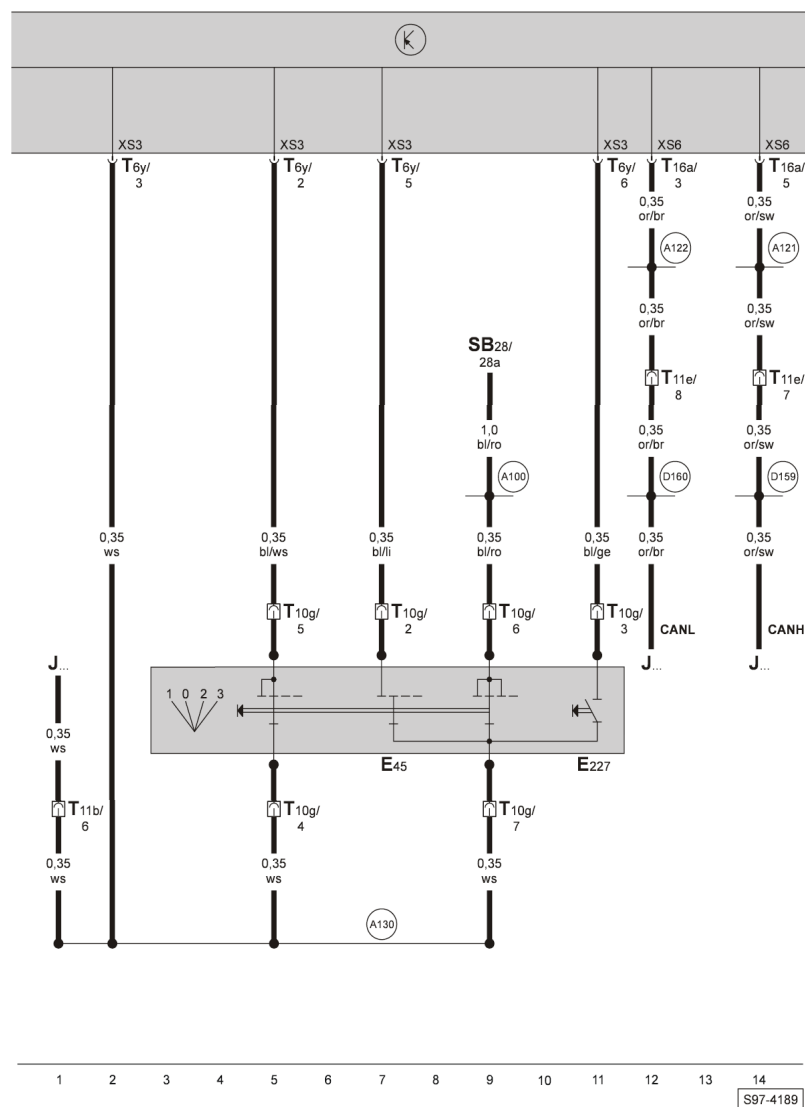 XS3 XS3 XS3 XS3 XS6 XS6
T6y/ 3 T6y/ 2 T6y/ 5 T6y/ 6 T16a/ 3 T16a/ 5
0,35 or/br 0,35 or/sw
A122 A121
0,35 or/br 0,35 or/sw
SB28/ 28a
T11e/ 8 T11e/ 7
1,0 bl/ro 0,35 or/br 0,35 or/sw
A100 D160 D159
0,35 ws 0,35 bl/ws 0,35 bl/li 0,35 bl/ro 0,35 bl/ge 0,35 or/br 0,35 or/sw
T10g/ 5 T10g/ 2 T10g/ 6 T10g/ 3
CANL CANH
J... J... J...
1 0 2 3
0,35 ws
E45 E227
T11b/ 6 T10g/ 4 T10g/ 7
0,35 ws 0,35 ws 0,35 ws
A130
1 2 3 4 5 6 7 8 9 10 11 12 13 14
S97-4189